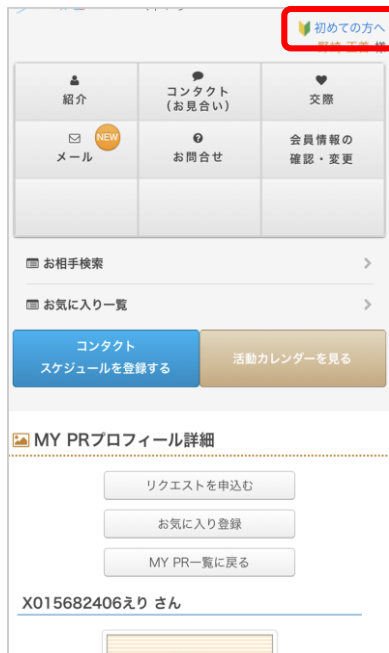 初めての方へ
様
紹介
コンタクト
(お見合い)
交際
NEW
メール
お問合せ
会員情報の
確認・変更
お相手検索
お気に入り一覧
コンタクト
スケジュールを登録する
活動カレンダーを見る
MY PRプロフィール詳細
リクエストを申込む
お気に入り登録
MY PR一覧に戻る
X015682406えり さん